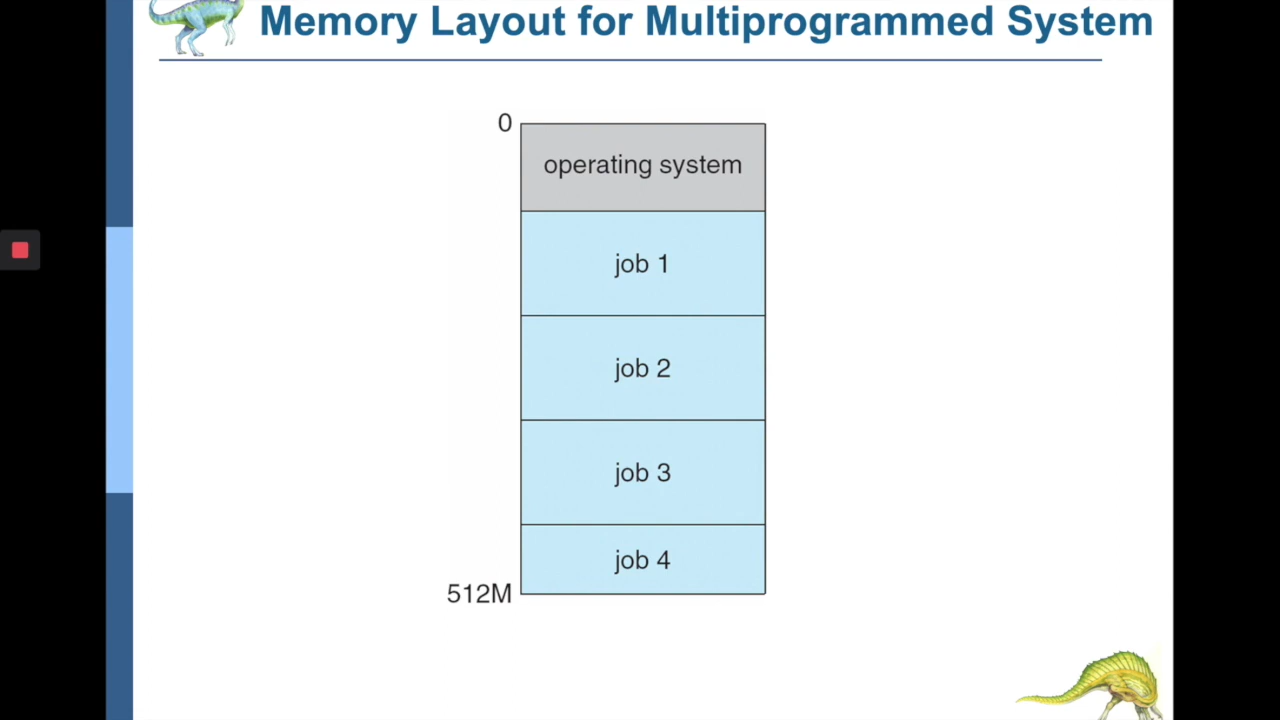 Memory Layout for Multiprogrammed System
0
operating system
job 1
job 2
job 3
job 4
512M